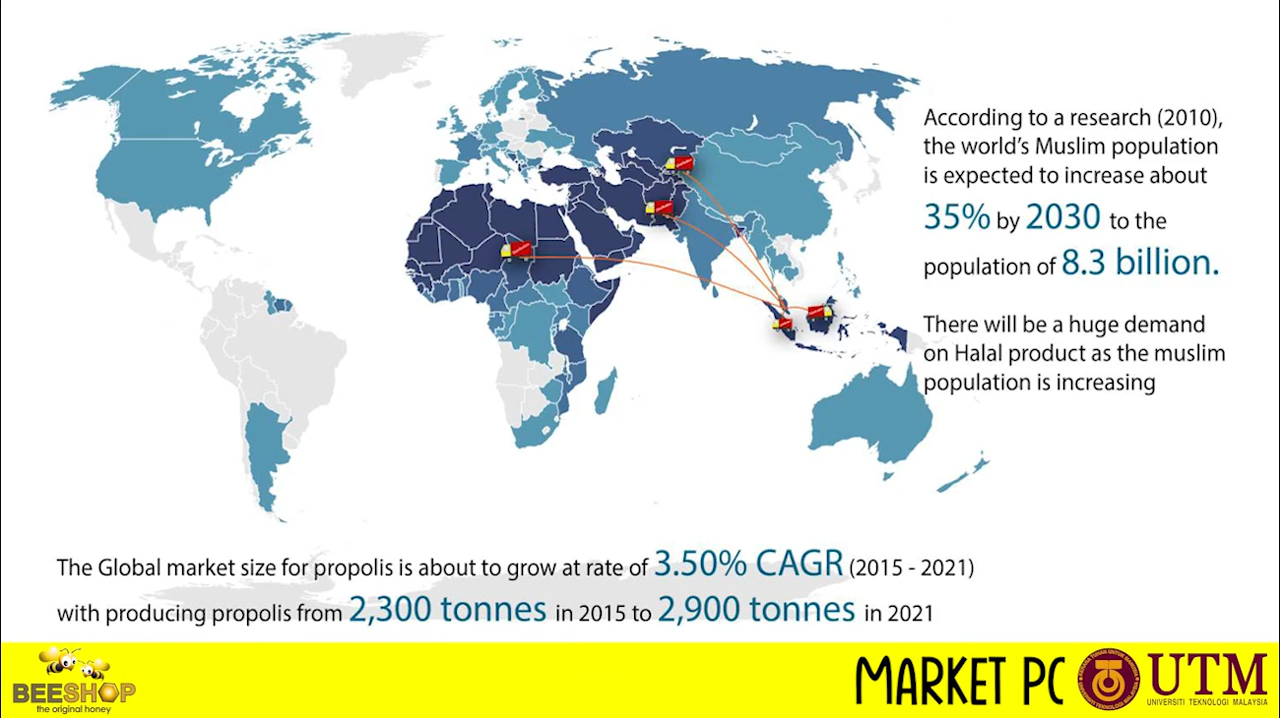 According to a research (2010),
the world's Muslim population
is expected to increase about
35% by 2030 to the
population of 8.3 billion.
There will be a huge demand
on Halal product as the muslim
population is increasing
The Global market size for propolis is about to grow at rate of 3.50% CAGR (2015 - 2021)
with producing propolis from 2,300 tonnes in 2015 to 2,900 tonnes in 2021
BEESHOP
the original honey
MARKET PO
UTM
UNIVERSITI TEKNOLOGI MALAYSIA